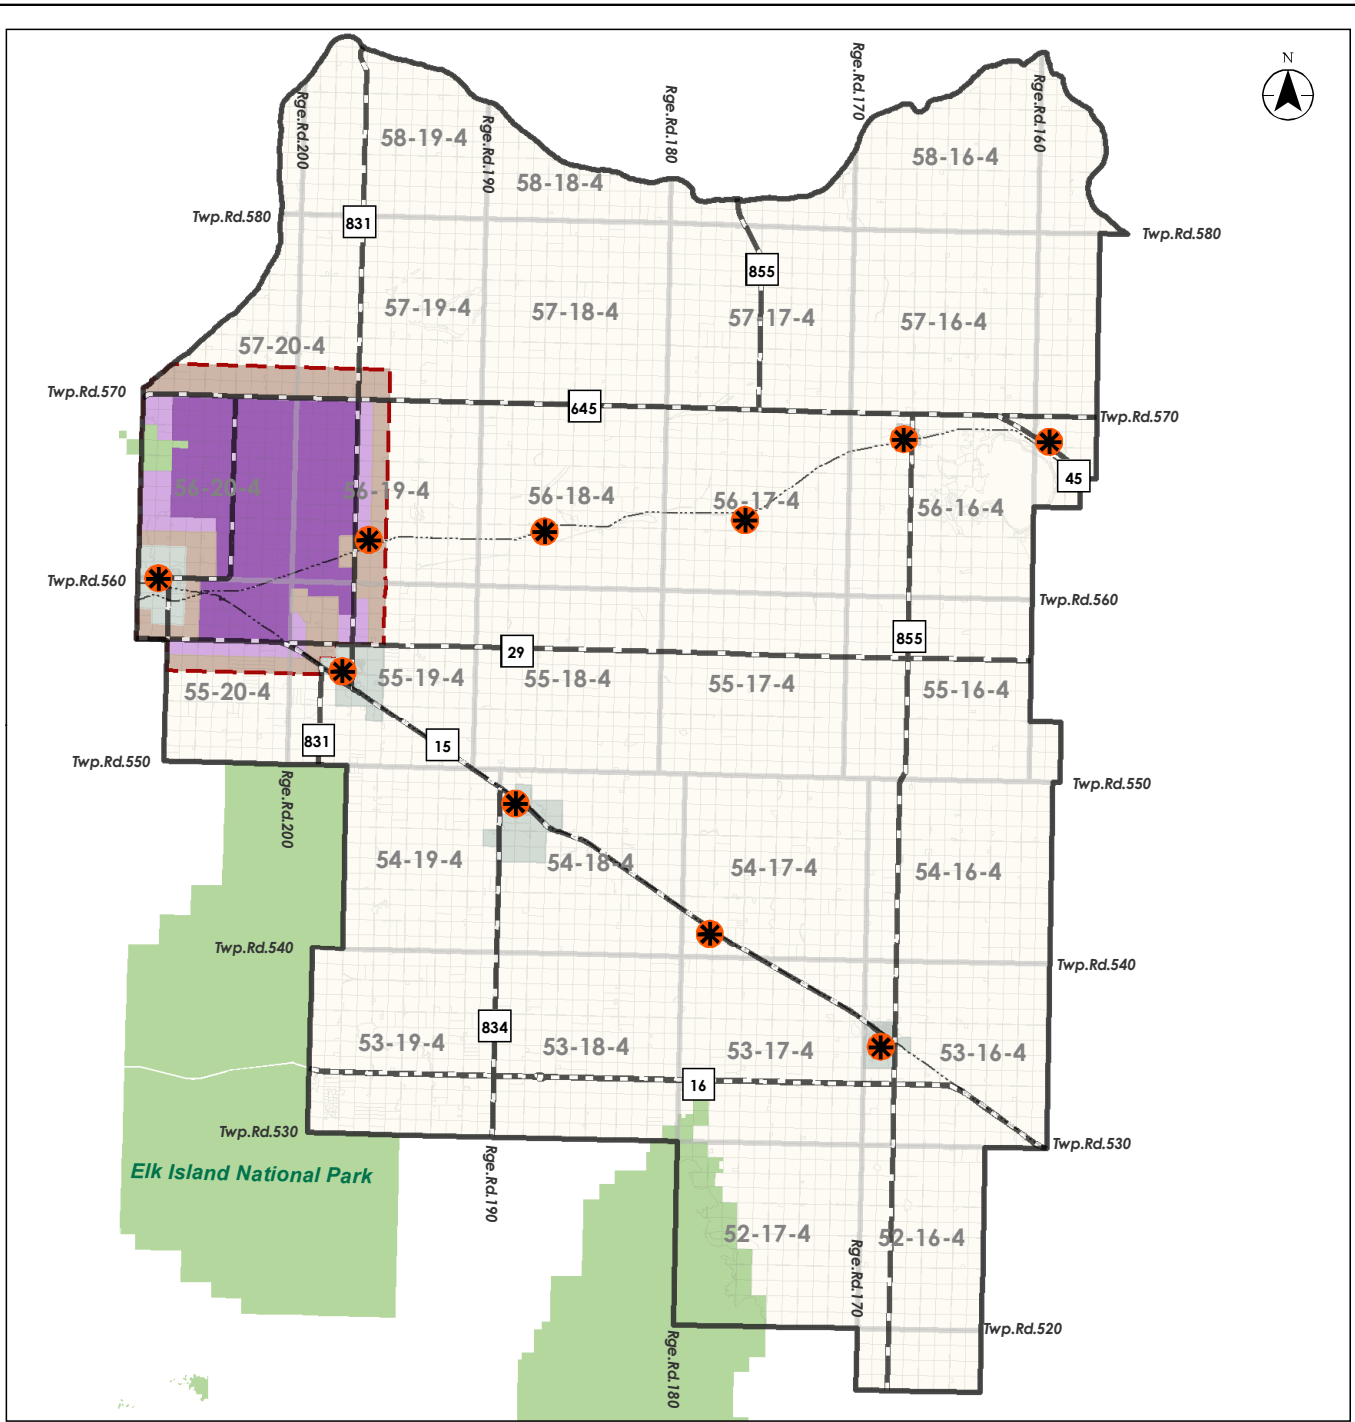 N
Rge.Rd.200
Rge.Rd.190
Rge.Rd.180
Rge.Rd.170
Rge.Rd.160
58-19-4
58-18-4
58-16-4
Twp.Rd.580
831
855
Twp.Rd.580
57-20-4
57-19-4
57-18-4
57-17-4
57-16-4
Twp.Rd.570
645
Twp.Rd.570
45
56-20-4
56-19-4
56-18-4
56-17-4
56-16-4
Twp.Rd.560
Twp.Rd.560
29
855
55-20-4
55-19-4
55-18-4
55-17-4
55-16-4
831
15
Twp.Rd.550
Twp.Rd.550
Rge.Rd.200
54-19-4
54-18-4
54-17-4
54-16-4
Twp.Rd.540
Twp.Rd.540
834
53-19-4
53-18-4
53-17-4
53-16-4
16
Twp.Rd.530
Twp.Rd.530
Elk Island National Park
Rge.Rd.190
52-17-4
52-16-4
Rge.Rd.170
Rge.Rd.180
Twp.Rd.520